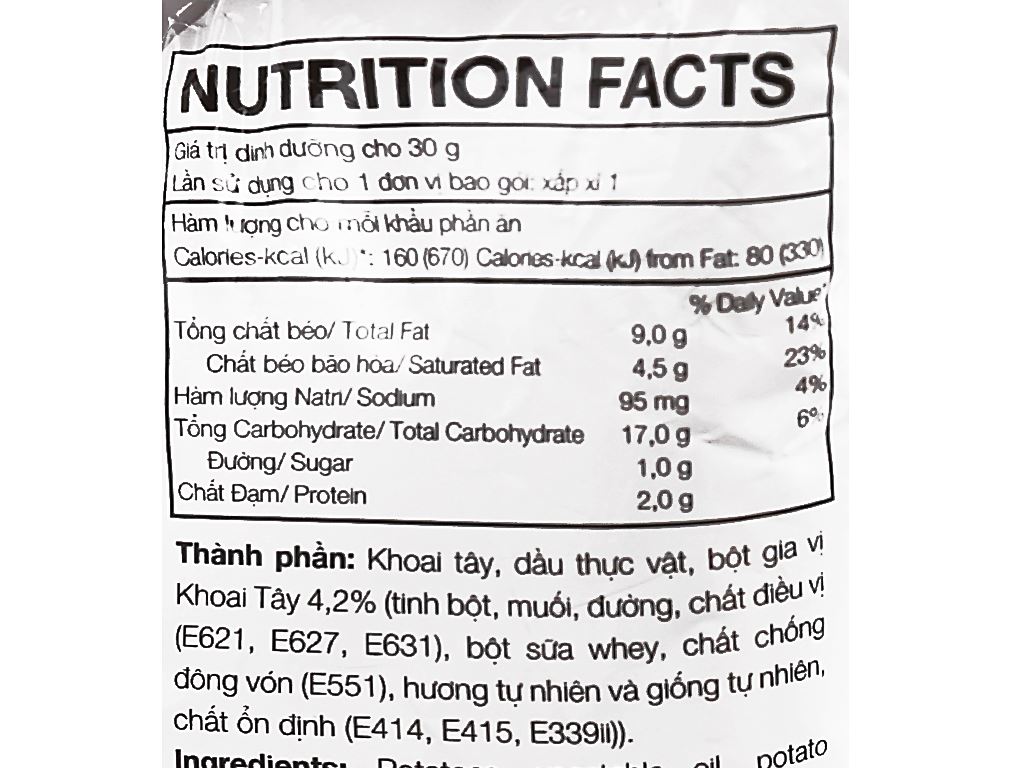 NUTRITION FACTS
Giá trị dinh dưỡng cho 30 g
Lần sử dụng cho 1 đơn vị bao gói: xấp xỉ 1
Hàm lượng cho mỗi khẩu phần ăn
Calories-kcal (kJ)*: 160 (670) Calories-kcal (kJ) from Fat: 80 (330)
% Daily Value*
Tổng chất béo/ Total Fat 9,0 g 14%
Chất béo bão hòa/ Saturated Fat 4,5 g 23%
Hàm lượng Natri/ Sodium 95 mg 4%
Tổng Carbohydrate/ Total Carbohydrate 17,0 g 6%
Đường/ Sugar 1,0 g
Chất Đạm/ Protein 2,0 g
Thành phần: Khoai tây, dầu thực vật, bột gia vị
Khoai Tây 4,2% (tinh bột, muối, đường, chất điều vị
(E621, E627, E631), bột sữa whey, chất chống
đông vón (E551), hương tự nhiên và giống tự nhiên,
chất ổn định (E414, E415, E339ii)).
Ingredients: Potatoes, vegetable oil, potato